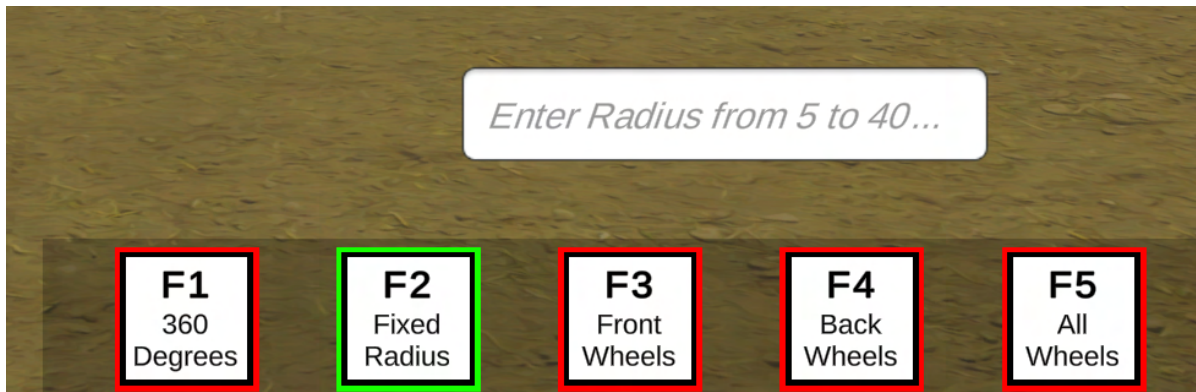 Enter Radius from 5 to 40...
F1
360
Degrees
F2
Fixed
Radius
F3
Front
Wheels
F4
Back
Wheels
F5
All
Wheels